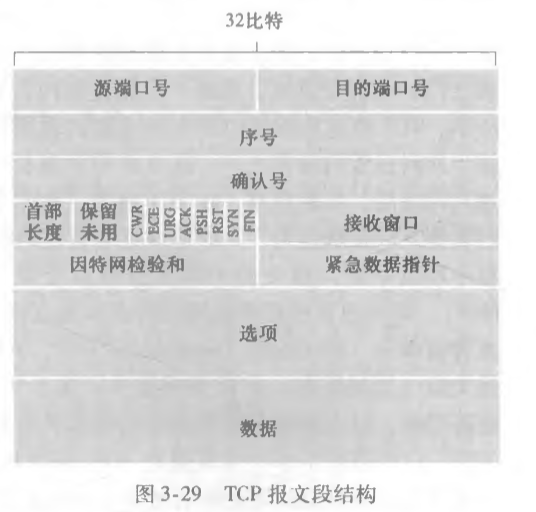 32比特
源端口号 目的端口号
序号
确认号
首部长度 保留未用 CWR ECE URG ACK PSH RST SYN FIN 接收窗口
因特网检验和 紧急数据指针
选项
数据
图 3-29 TCP 报文段结构